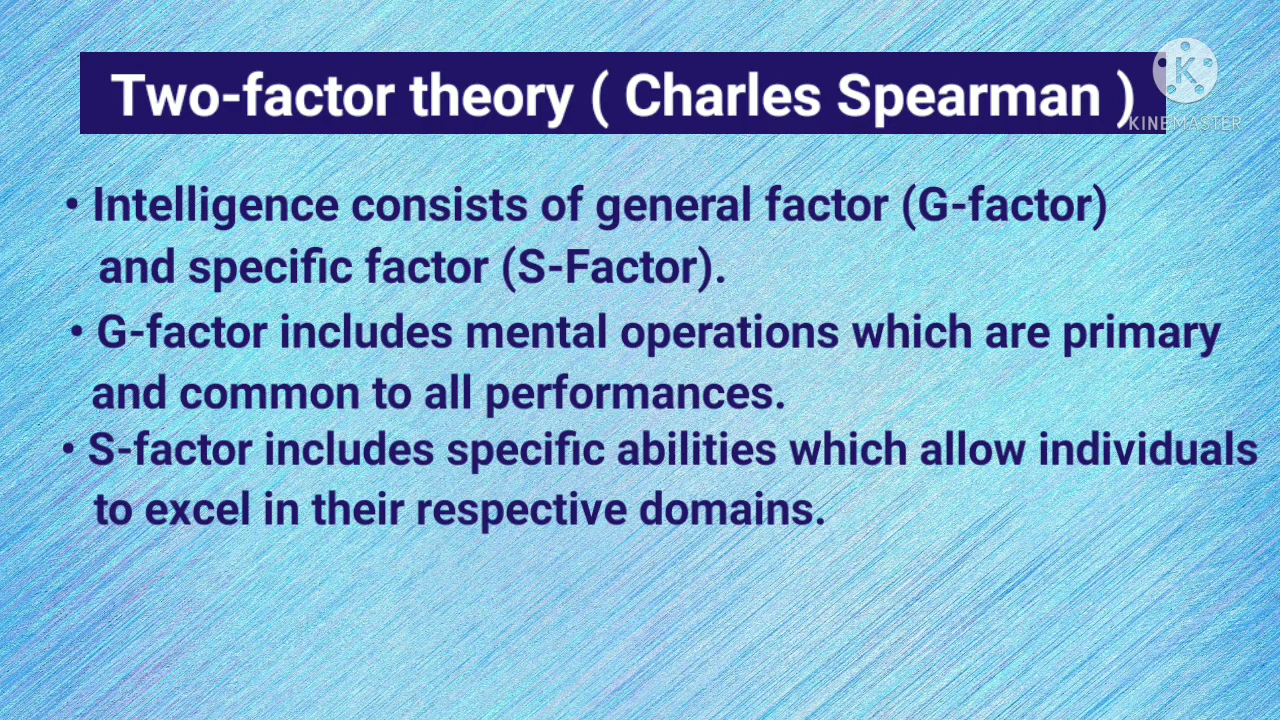 Two-factor theory ( Charles Spearman )
K
KINEMASTER
• Intelligence consists of general factor (G-factor)
and specific factor (S-Factor).
• G-factor includes mental operations which are primary
and common to all performances.
• S-factor includes specific abilities which allow individuals
to excel in their respective domains.